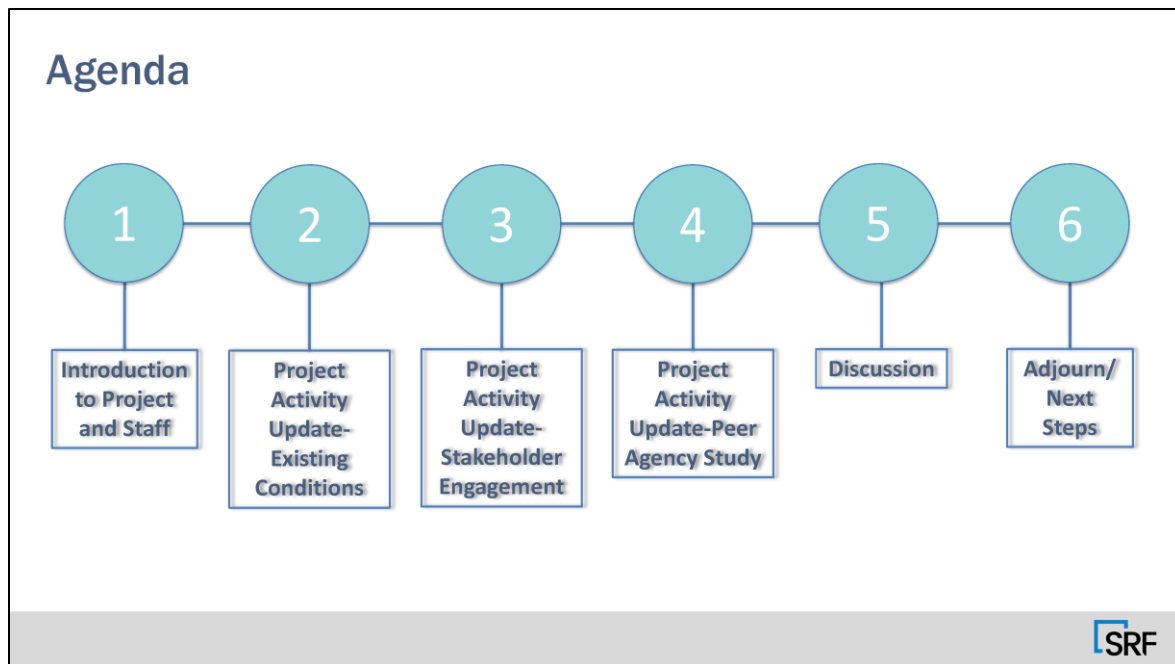 Agenda
1
2
3
4
5
6
Introduction
to Project
and Staff
Project
Activity
Update-
Existing
Conditions
Project
Activity
Update-
Stakeholder
Engagement
Project
Activity
Update-Peer
Agency Study
Discussion
Adjourn/
Next
Steps
SRF